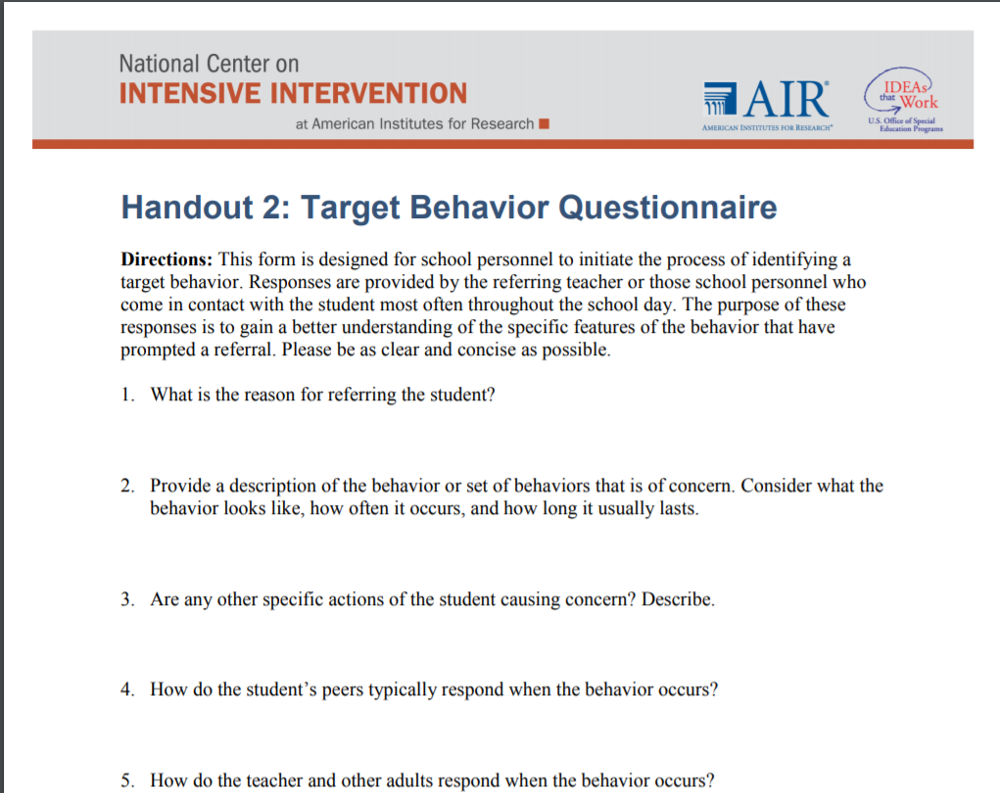 National Center on
INTENSIVE INTERVENTION
at American Institutes for Research
AIR®
AMERICAN INSTITUTES FOR RESEARCH®
IDEAs
that Work
U.S. Office of Special
Education Programs
Handout 2: Target Behavior Questionnaire
Directions: This form is designed for school personnel to initiate the process of identifying a
target behavior. Responses are provided by the referring teacher or those school personnel who
come in contact with the student most often throughout the school day. The purpose of these
responses is to gain a better understanding of the specific features of the behavior that have
prompted a referral. Please be as clear and concise as possible.
1. What is the reason for referring the student?
2. Provide a description of the behavior or set of behaviors that is of concern. Consider what the
behavior looks like, how often it occurs, and how long it usually lasts.
3. Are any other specific actions of the student causing concern? Describe.
4. How do the student’s peers typically respond when the behavior occurs?
5. How do the teacher and other adults respond when the behavior occurs?